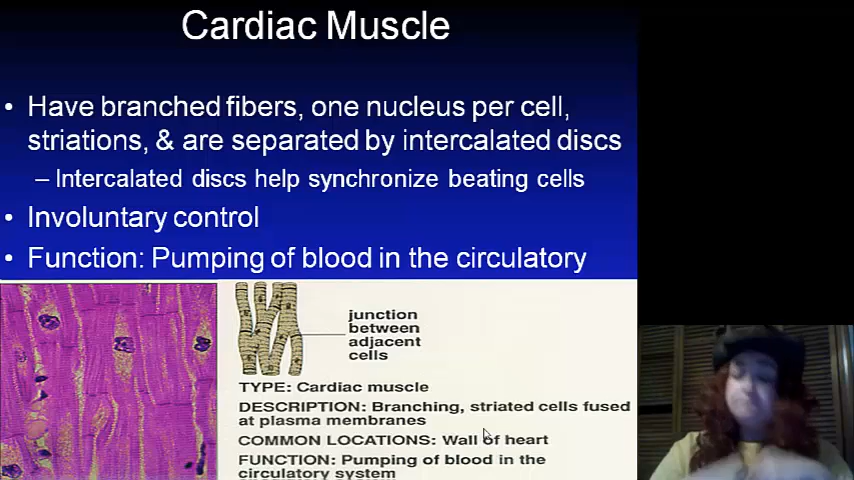 Cardiac Muscle
• Have branched fibers, one nucleus per cell,
striations, & are separated by intercalated discs
– Intercalated discs help synchronize beating cells
• Involuntary control
• Function: Pumping of blood in the circulatory
junction
between
adjacent
cells
TYPE: Cardiac muscle
DESCRIPTION: Branching, striated cells fused
at plasma membranes
COMMON LOCATIONS: Wall of heart
FUNCTION: Pumping of blood in the
circulatory system